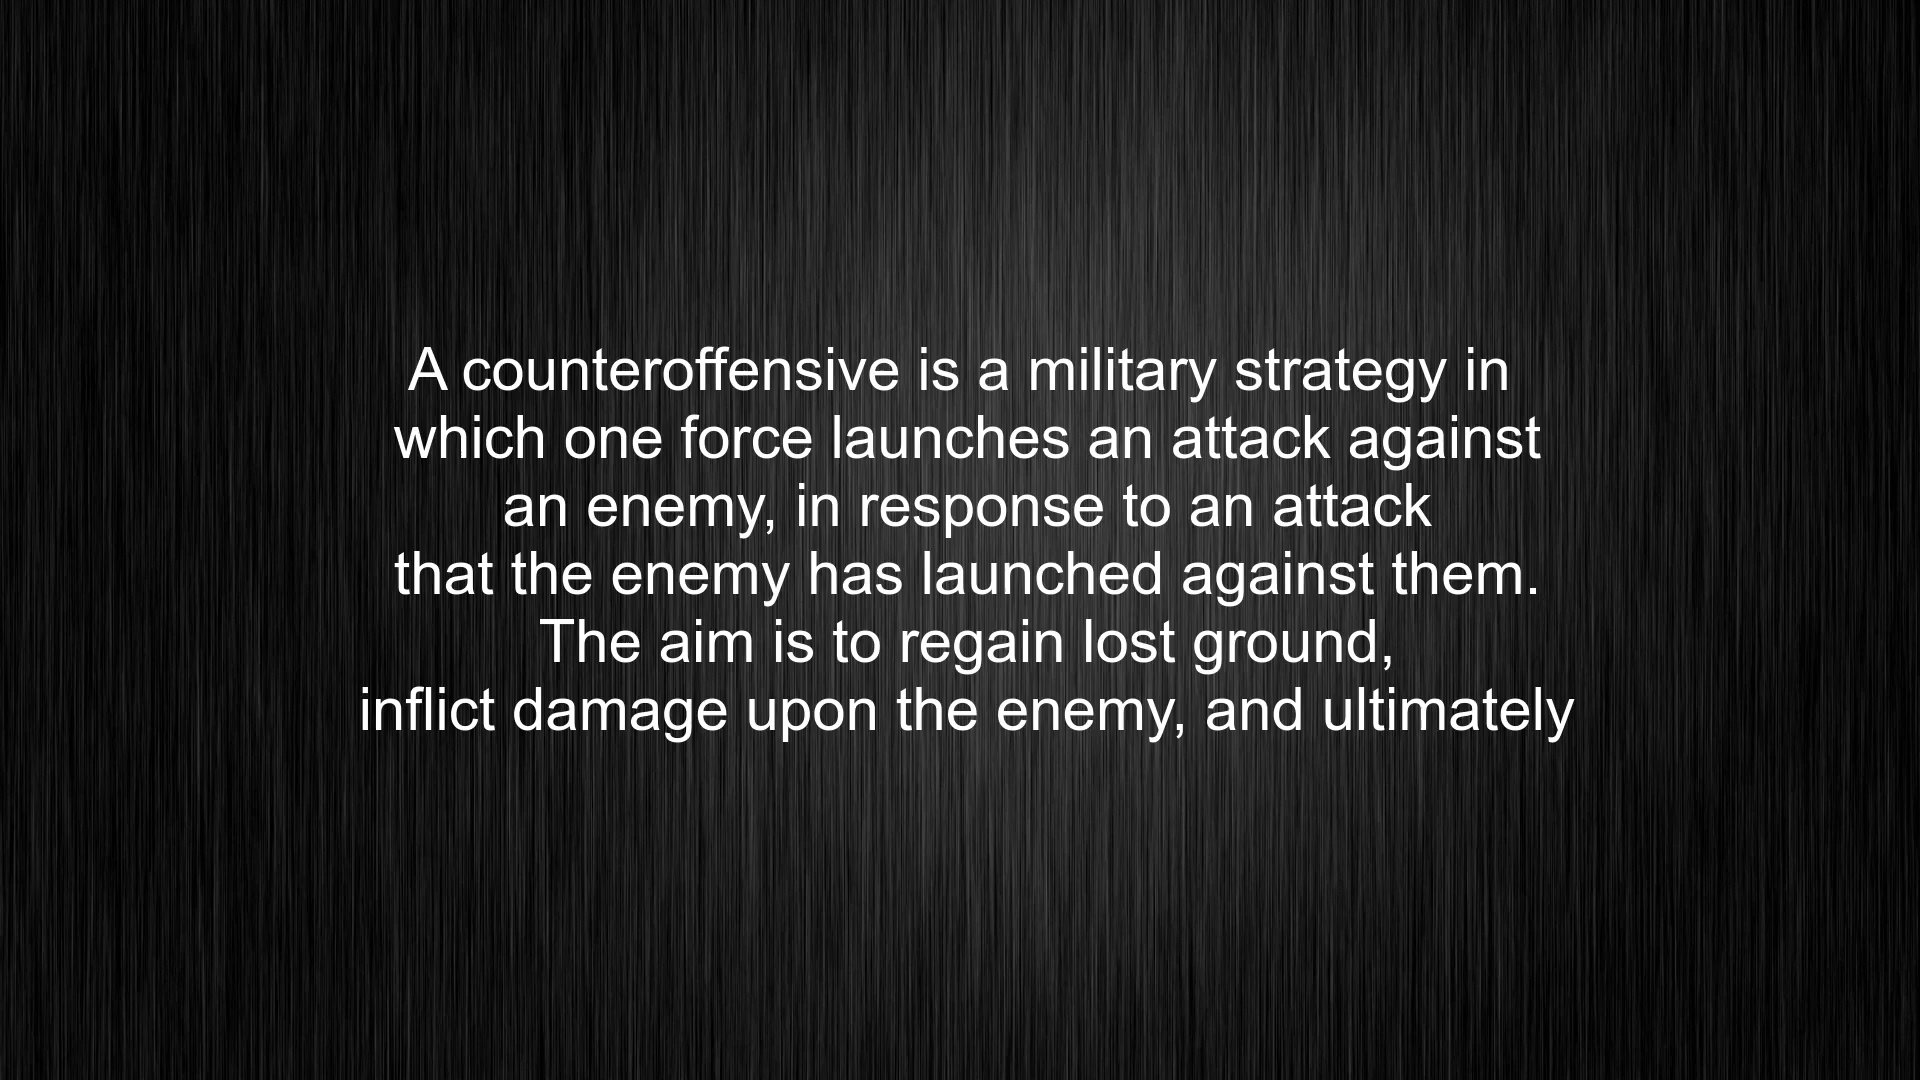 A counteroffensive is a military strategy in
which one force launches an attack against
an enemy, in response to an attack
that the enemy has launched against them.
The aim is to regain lost ground,
inflict damage upon the enemy, and ultimately